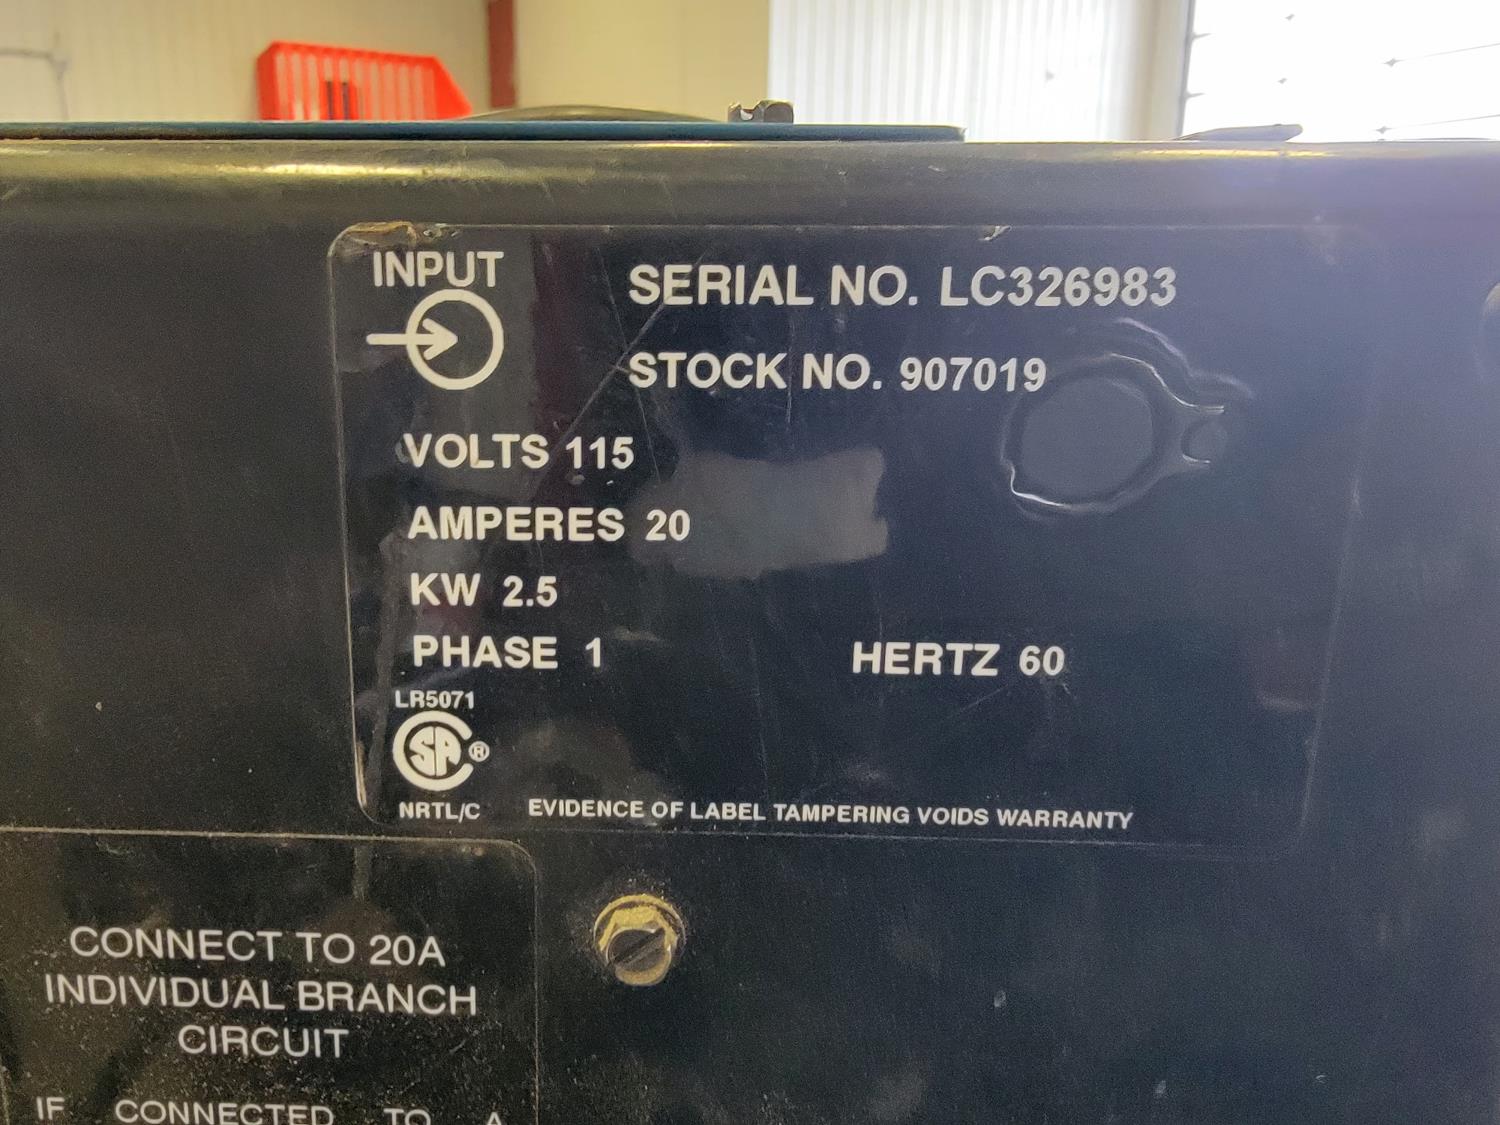 INPUT
SERIAL NO. LC326983
STOCK NO. 907019
VOLTS 115
AMPERES 20
KW 2.5
PHASE 1
HERTZ 60
LR5071
SA®
NRTL/C
EVIDENCE OF LABEL TAMPERING VOIDS WARRANTY
CONNECT TO 20A
INDIVIDUAL BRANCH
CIRCUIT
IF CONNECTED TO A